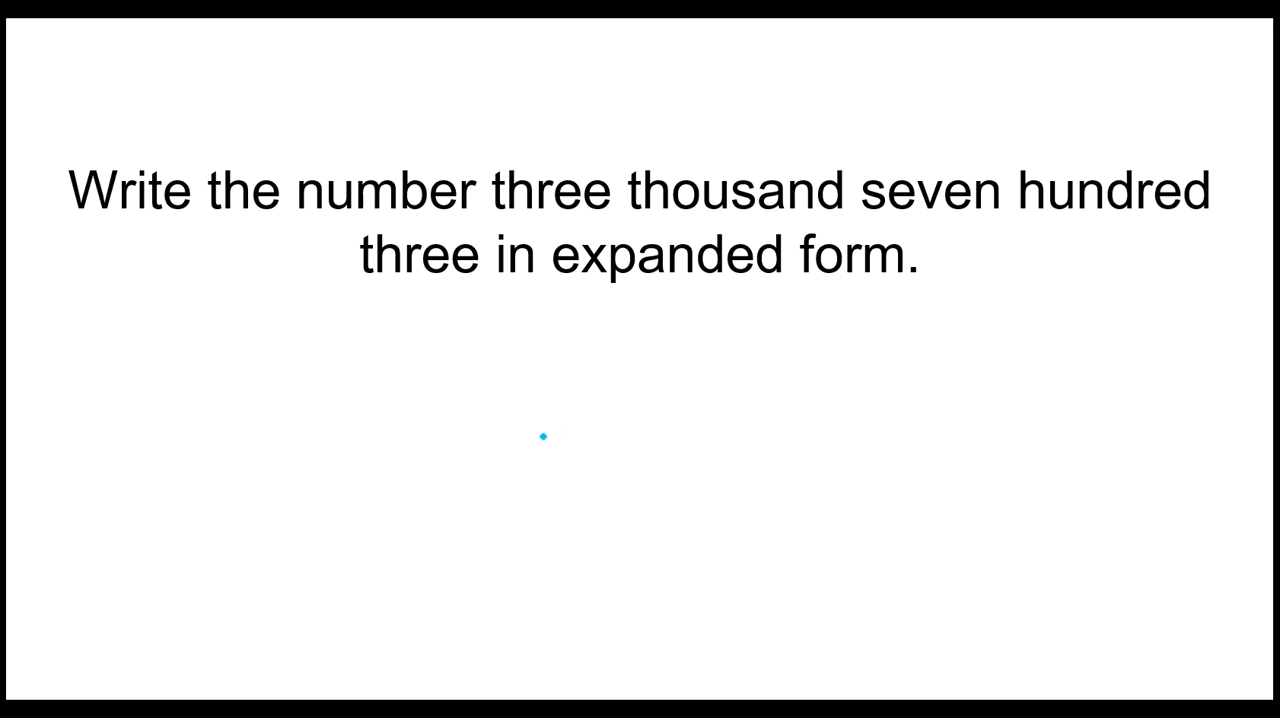 Write the number three thousand seven hundred
three in expanded form.